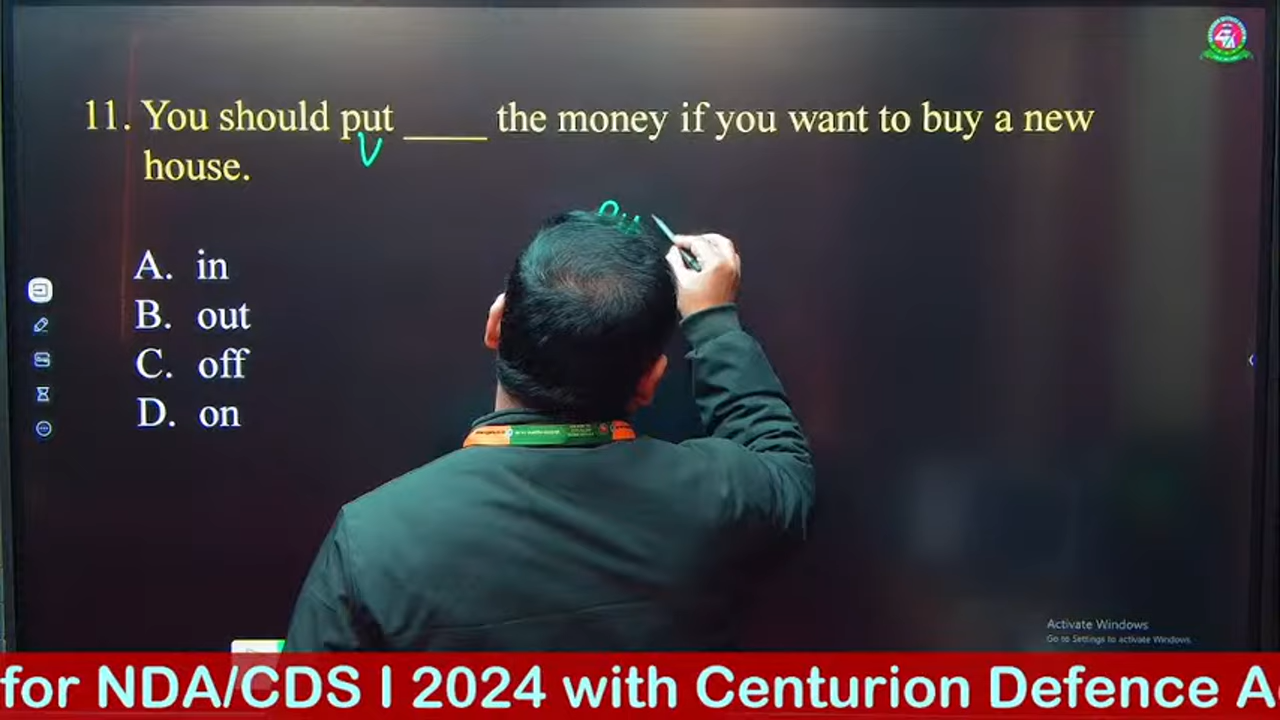 11. You should put ____ the money if you want to buy a new
house.
A. in
B. out
C. off
D. on
Activate Windows
Go to Settings to activate Windows.
for NDA/CDS I 2024 with Centurion Defence A